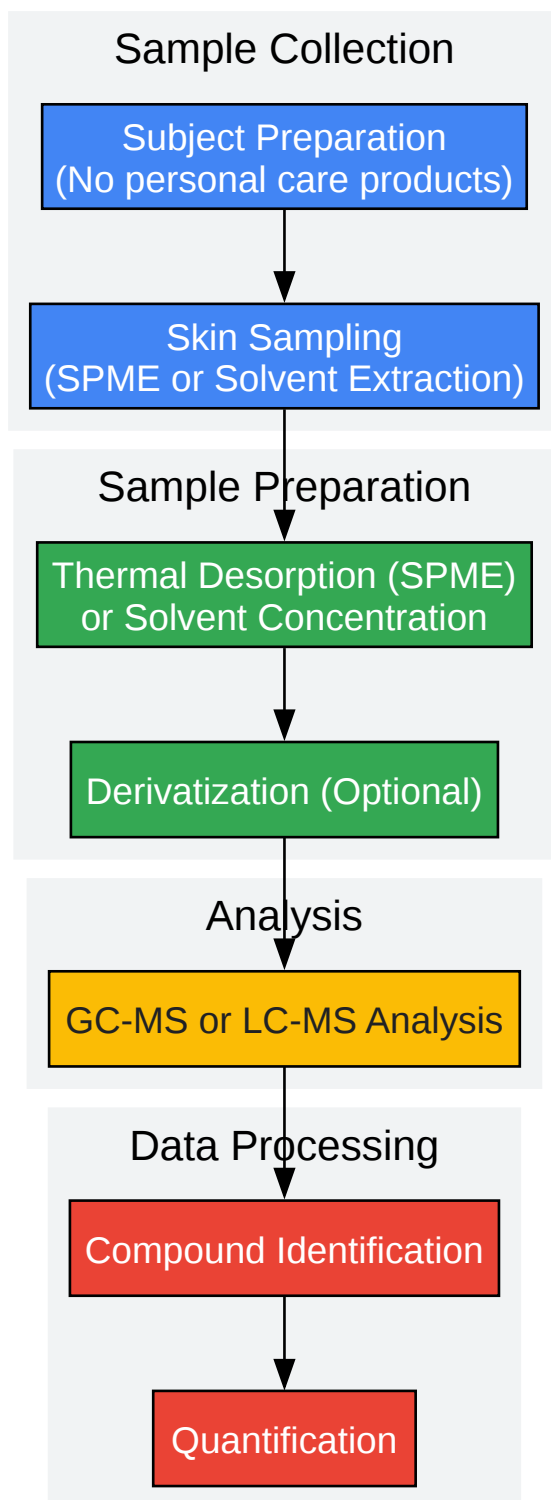 Sample Collection
Subject Preparation
(No personal care products)
Skin Sampling
(SPME or Solvent Extraction)
Sample Preparation
Thermal Desorption (SPME)
or Solvent Concentration
Derivatization (Optional)
Analysis
GC-MS or LC-MS Analysis
Data Processing
Compound Identification
Quantification